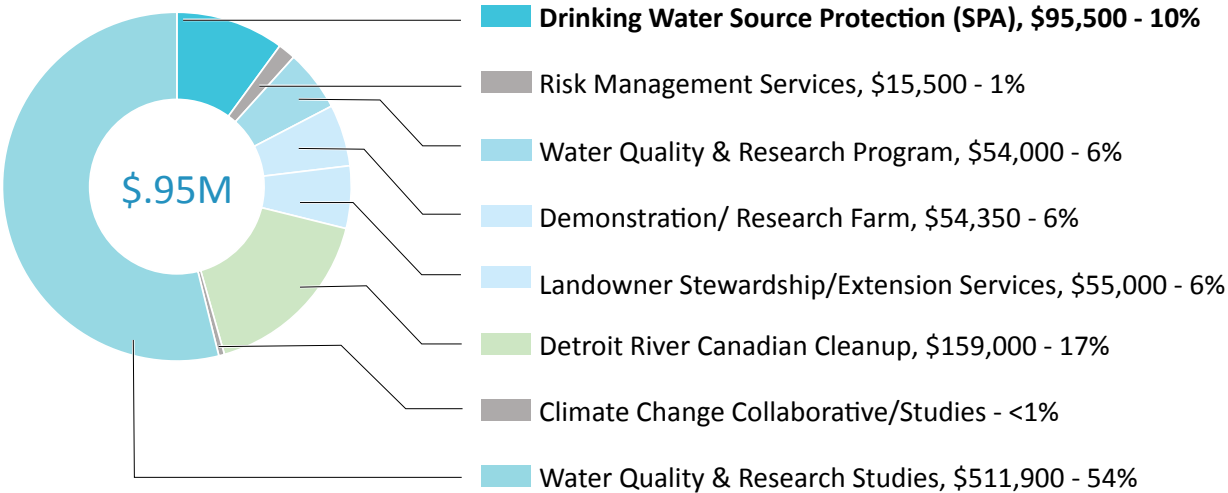 Drinking Water Source Protection (SPA), $95,500 - 10%
Risk Management Services, $15,500 - 1%
Water Quality & Research Program, $54,000 - 6%
$.95M
Demonstration/ Research Farm, $54,350 - 6%
Landowner Stewardship/Extension Services, $55,000 - 6%
Detroit River Canadian Cleanup, $159,000 - 17%
Climate Change Collaborative/Studies - <1%
Water Quality & Research Studies, $511,900 - 54%